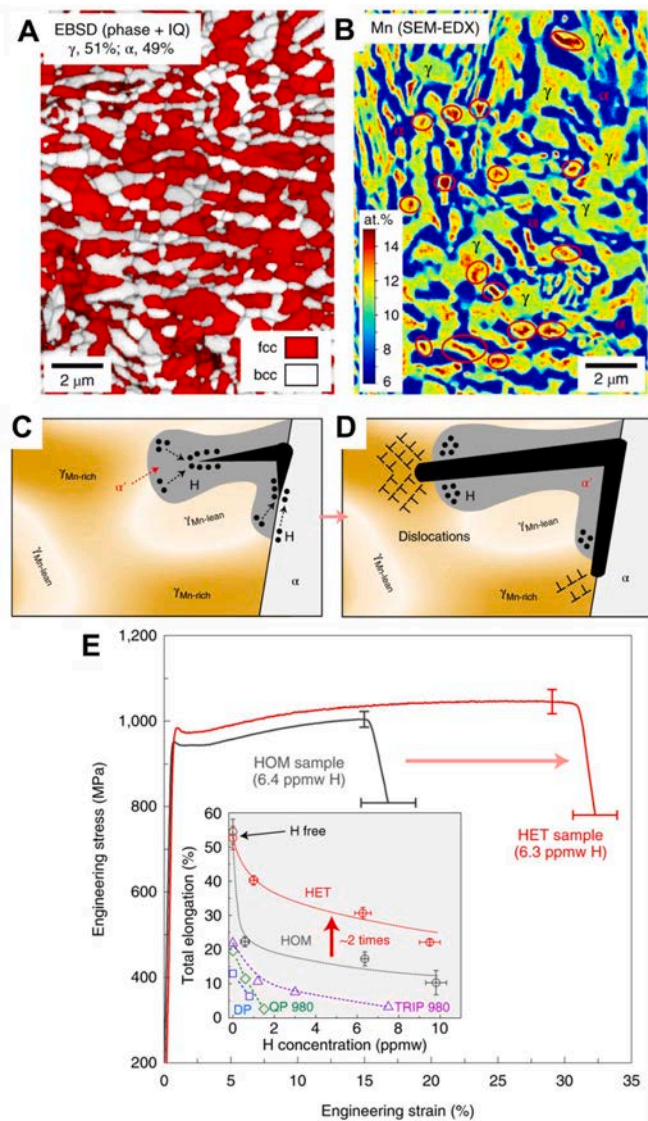 A
EBSD (phase + IQ)
γ, 51%; α, 49%
fcc
bcc
2 μm
B
Mn (SEM-EDX)
γ
γ
α
α
γ
γ
α
γ
α
γ
at.%
14
12
10
8
6
2 μm
C
γMn-rich
α′
H
γMn-lean
H
γMn-lean
γMn-rich
α
D
H
α′
γMn-lean
Dislocations
γMn-lean
γMn-rich
α
E
Engineering stress (MPa)
1,200
1,000
800
600
400
200
HOM sample
(6.4 ppmw H)
HET sample
(6.3 ppmw H)
Total elongation (%)
60
50
40
30
20
10
0
H free
HET
HOM
~2 times
DP
QP 980
TRIP 980
0 2 4 6 8 10
H concentration (ppmw)
0 5 10 15 20 25 30 35
Engineering strain (%)